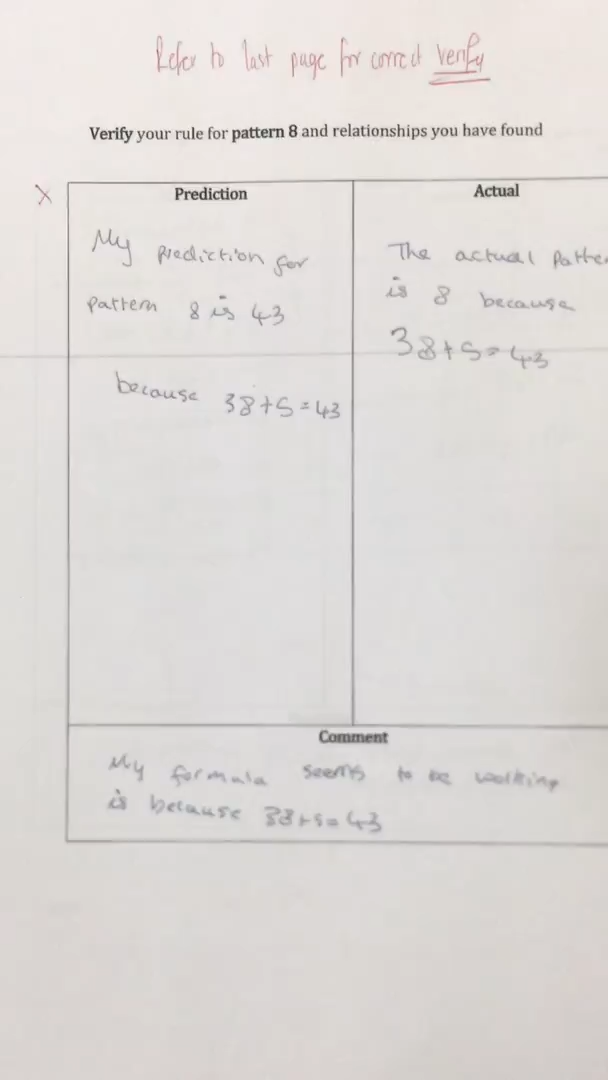 Refer to last page for correct verify
Verify your rule for pattern 8 and relationships you have found
X
Prediction
My prediction for
pattern 8 is 43
because 38+5=43
Actual
The actual patte
is 8 because
38+5=43
Comment
My formala seems to be working
is because 38+5=43